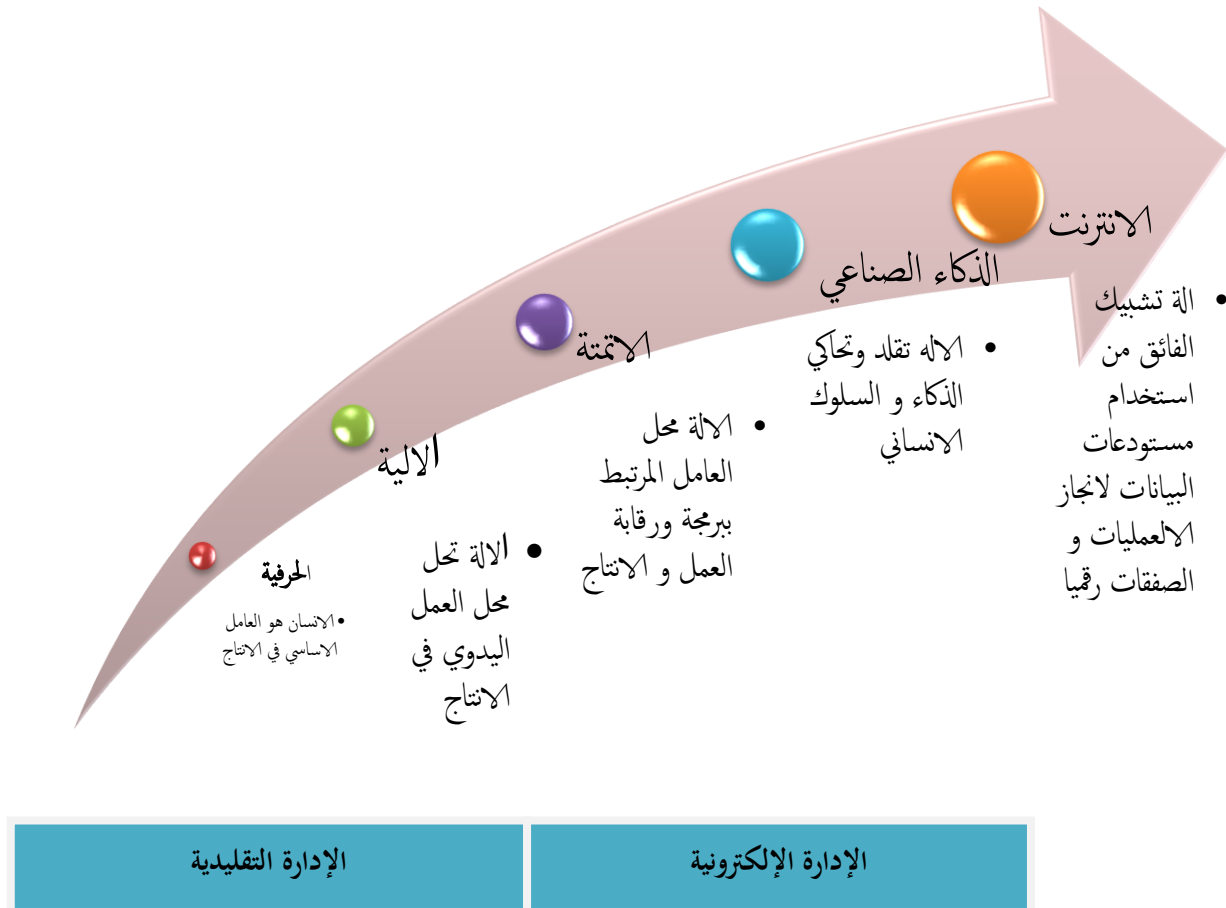 الانترنت
الة تشبيك
الفائق من
استخدام
مستودعات
البيانات لانجاز
الالعمليات و
الصفقات رقميا
الذكاء الصناعي
الاله تقلد وتحاكي
الذكاء و السلوك
الانساني
الاتمتة
الالة محل
العامل المرتبط
ببرمجة ورقابة
العمل و الانتاج
الالية
الالة تحل
محل العمل
اليدوي في
الانتاج
الحرفية
الانسان هو العامل
الاساسي في الانتاج
الإدارة الإلكترونية
الإدارة التقليدية